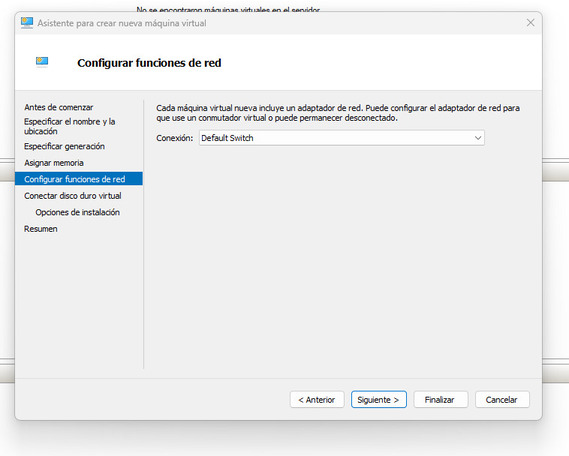 No se encontraron máquinas virtuales en el servidor
Asistente para crear nueva máquina virtual
Configurar funciones de red
Antes de comenzar
Especificar el nombre y la
ubicación
Especificar generación
Asignar memoria
Configurar funciones de red
Conectar disco duro virtual
Opciones de instalación
Resumen
Cada máquina virtual nueva incluye un adaptador de red. Puede configurar el adaptador de red para
que use un conmutador virtual o puede permanecer desconectado.
Conexión: Default Switch
< Anterior Siguiente > Finalizar Cancelar